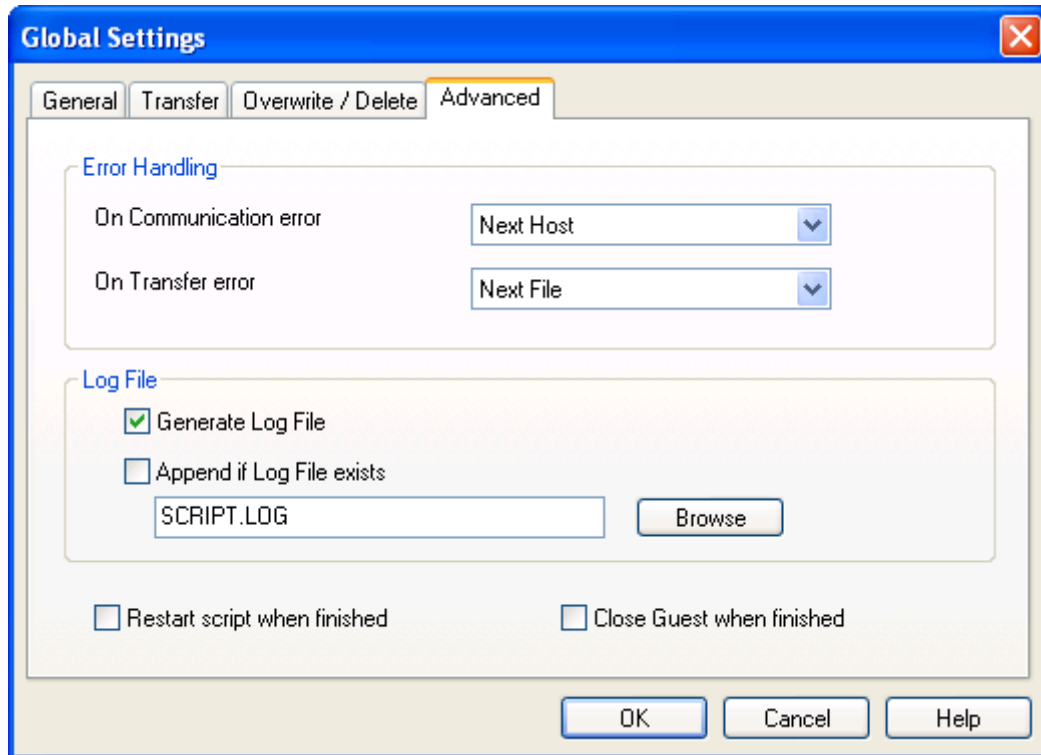 Global Settings
General Transfer Overwrite / Delete Advanced
Error Handling
On Communication error Next Host
On Transfer error Next File
Log File
Generate Log File
Append if Log File exists
SCRIPT.LOG Browse
Restart script when finished Close Guest when finished
OK Cancel Help